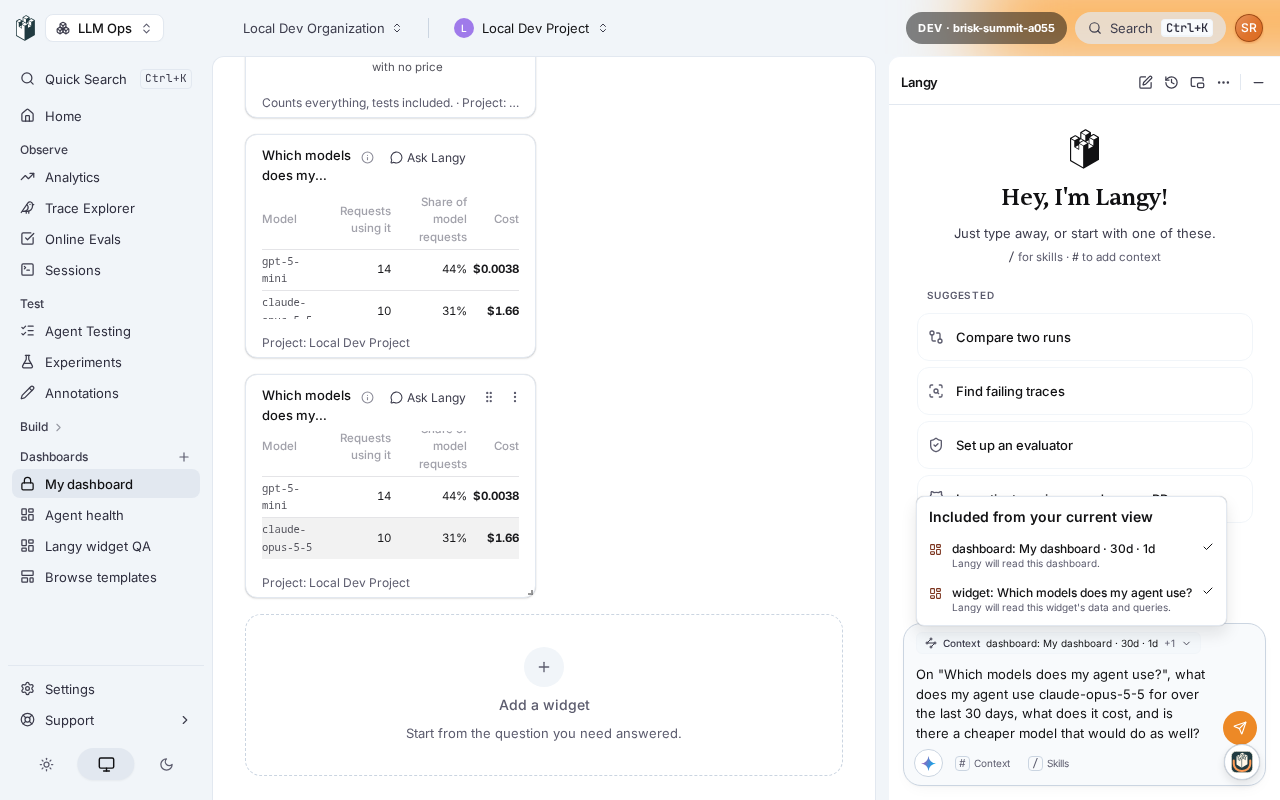 LLM Ops
Local Dev Organization
L
Local Dev Project
DEV · brisk-summit-a055
Search Ctrl+K
SR
Quick Search Ctrl+K
Home
Observe
Analytics
Trace Explorer
Online Evals
Sessions
Test
Agent Testing
Experiments
Annotations
Build
Dashboards
My dashboard
Agent health
Langy widget QA
Browse templates
Settings
Support
with no price
Counts everything, tests included. · Project: ...
Which models does my...
Ask Langy
Model Requests using it Share of model requests Cost
gpt-5-mini 14 44% $0.0038
claude- 10 31% $1.66
Project: Local Dev Project
Which models does my...
Ask Langy
Model Requests using it model requests Cost
gpt-5-mini 14 44% $0.0038
claude-opus-5-5 10 31% $1.66
Project: Local Dev Project
Add a widget
Start from the question you need answered.
Langy
Hey, I'm Langy!
Just type away, or start with one of these.
/ for skills · # to add context
SUGGESTED
Compare two runs
Find failing traces
Set up an evaluator
Included from your current view
dashboard: My dashboard · 30d · 1d
Langy will read this dashboard.
widget: Which models does my agent use?
Langy will read this widget's data and queries.
Context dashboard: My dashboard · 30d · 1d +1
On "Which models does my agent use?", what
does my agent use claude-opus-5-5 for over
the last 30 days, what does it cost, and is
there a cheaper model that would do as well?
# Context / Skills